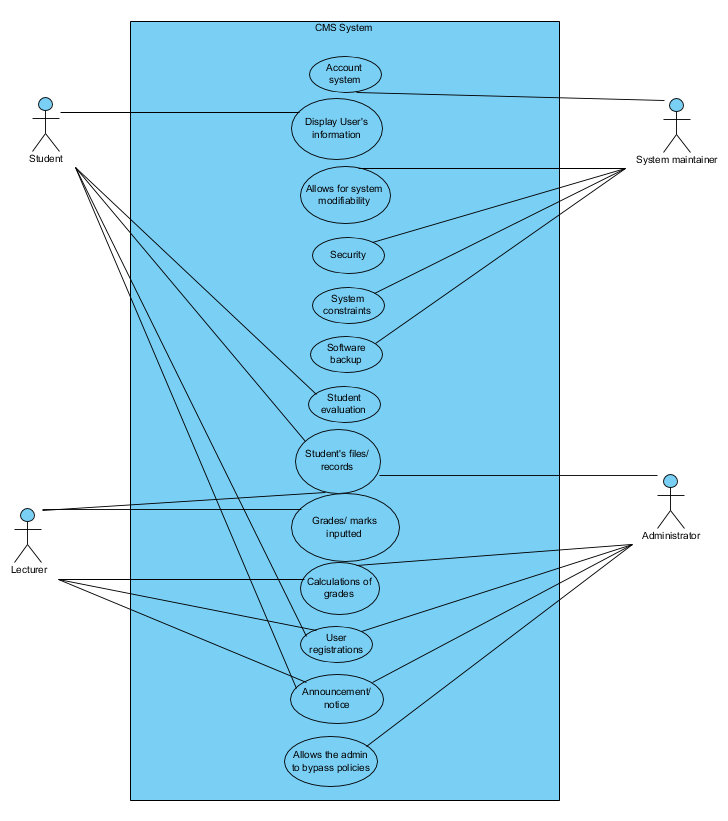 CMS System
Account
system
Display User's
information
Student
System maintainer
Allows for system
modifiability
Security
System
constraints
Software
backup
Student
evaluation
Student's files/
records
Grades/ marks
inputted
Administrator
Lecturer
Calculations of
grades
User
registrations
Announcement/
notice
Allows the admin
to bypass policies